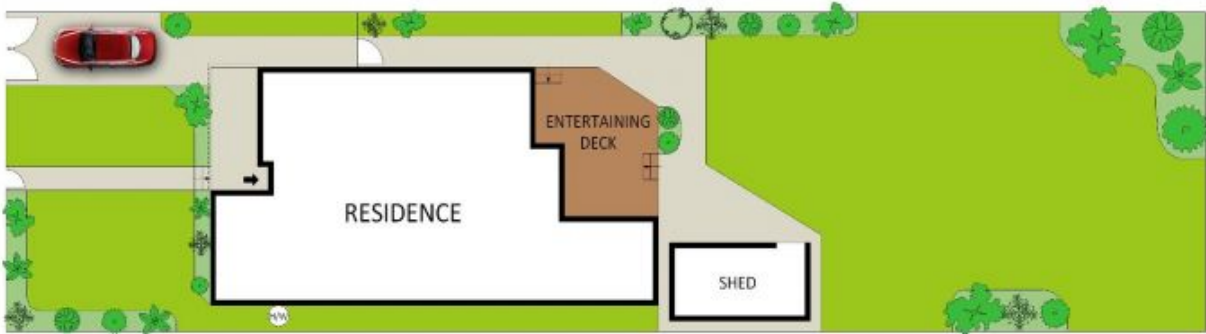 ENTERTAINING
DECK
RESIDENCE
SHED
H/W